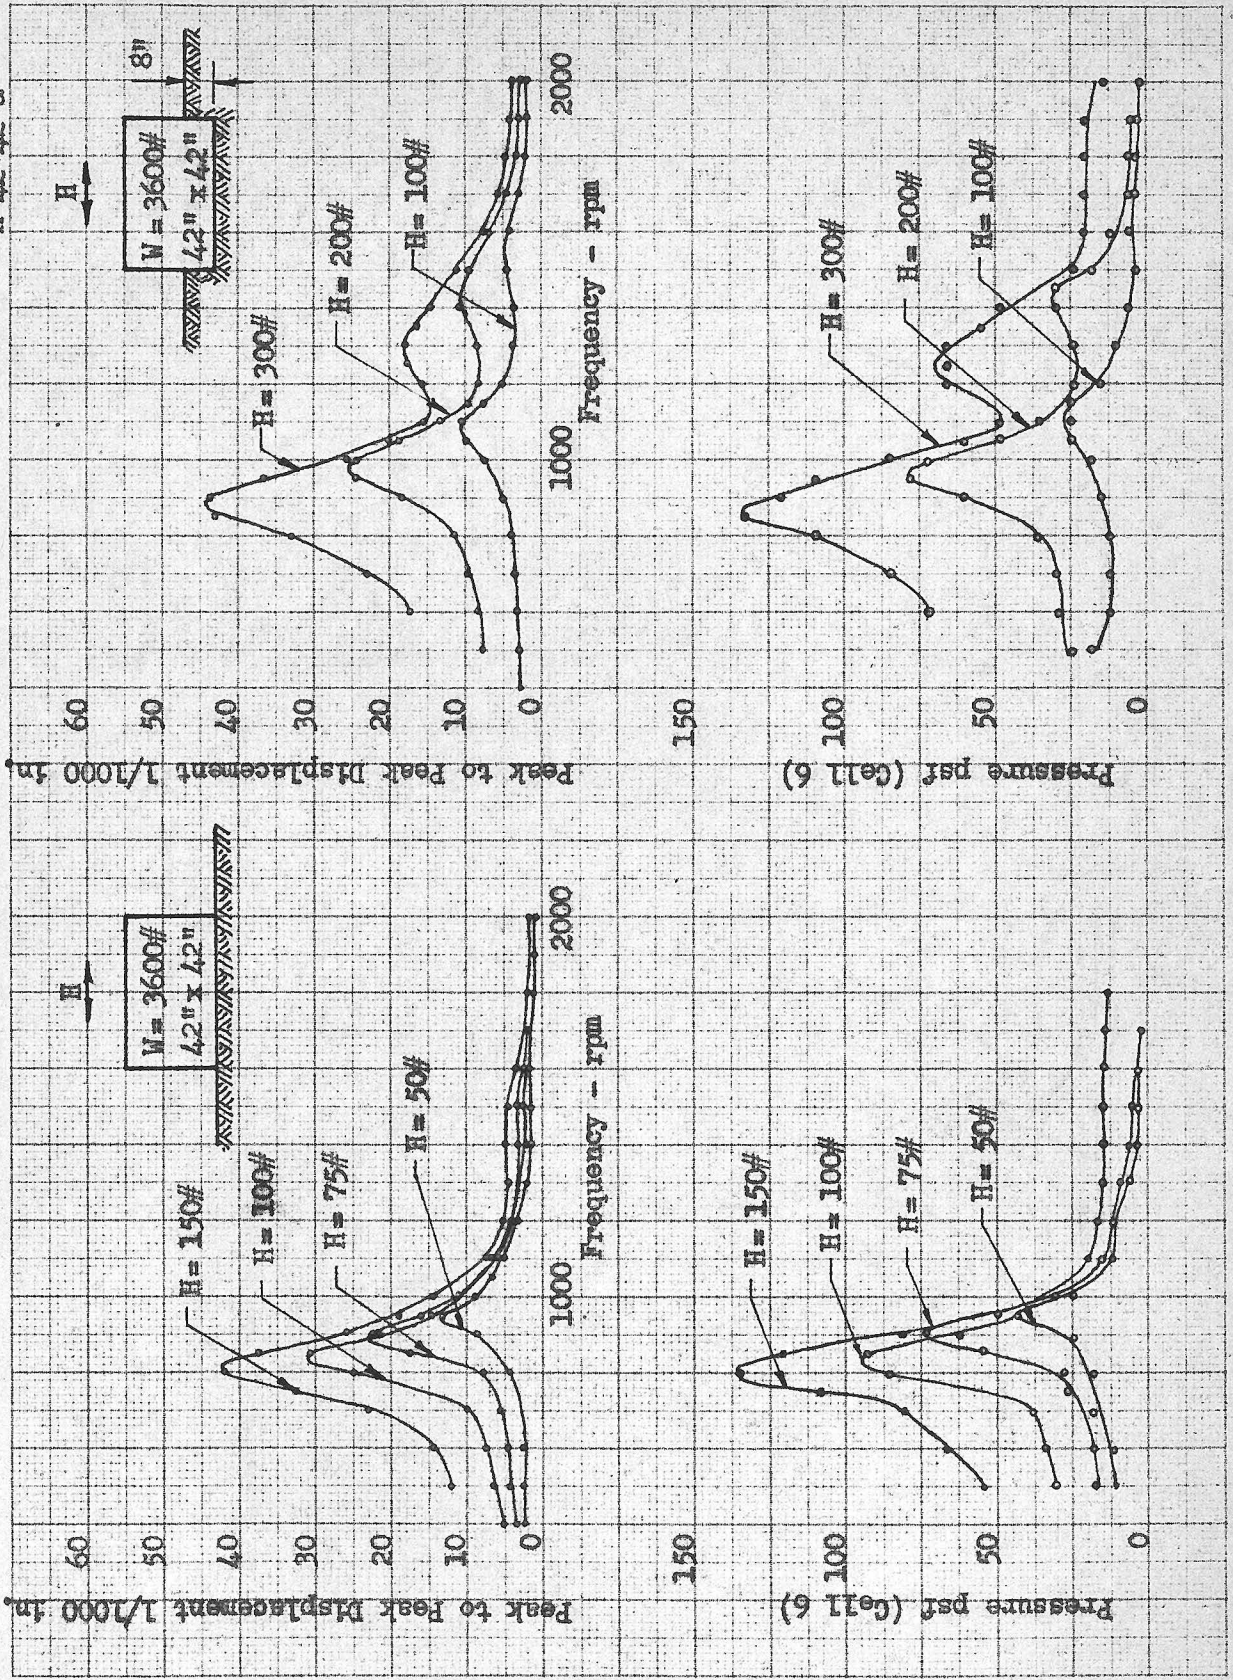 H
W = 3600#
42" x 42"
60
50
40
30
20
10
0
Peak to Peak Displacement 1/1000 in.
H = 150#
H = 100#
H = 75#
H = 50#
1000
2000
Frequency - rpm
150
100
50
0
Pressure psf (Cell 6)
H = 150#
H = 100#
H = 75#
H = 50#
H
W = 3600#
42" x 42"
8"
60
50
40
30
20
10
0
Peak to Peak Displacement 1/1000 in.
H = 300#
H = 200#
H = 100#
1000
2000
Frequency - rpm
150
100
50
0
Pressure psf (Cell 6)
H = 300#
H = 200#
H = 100#